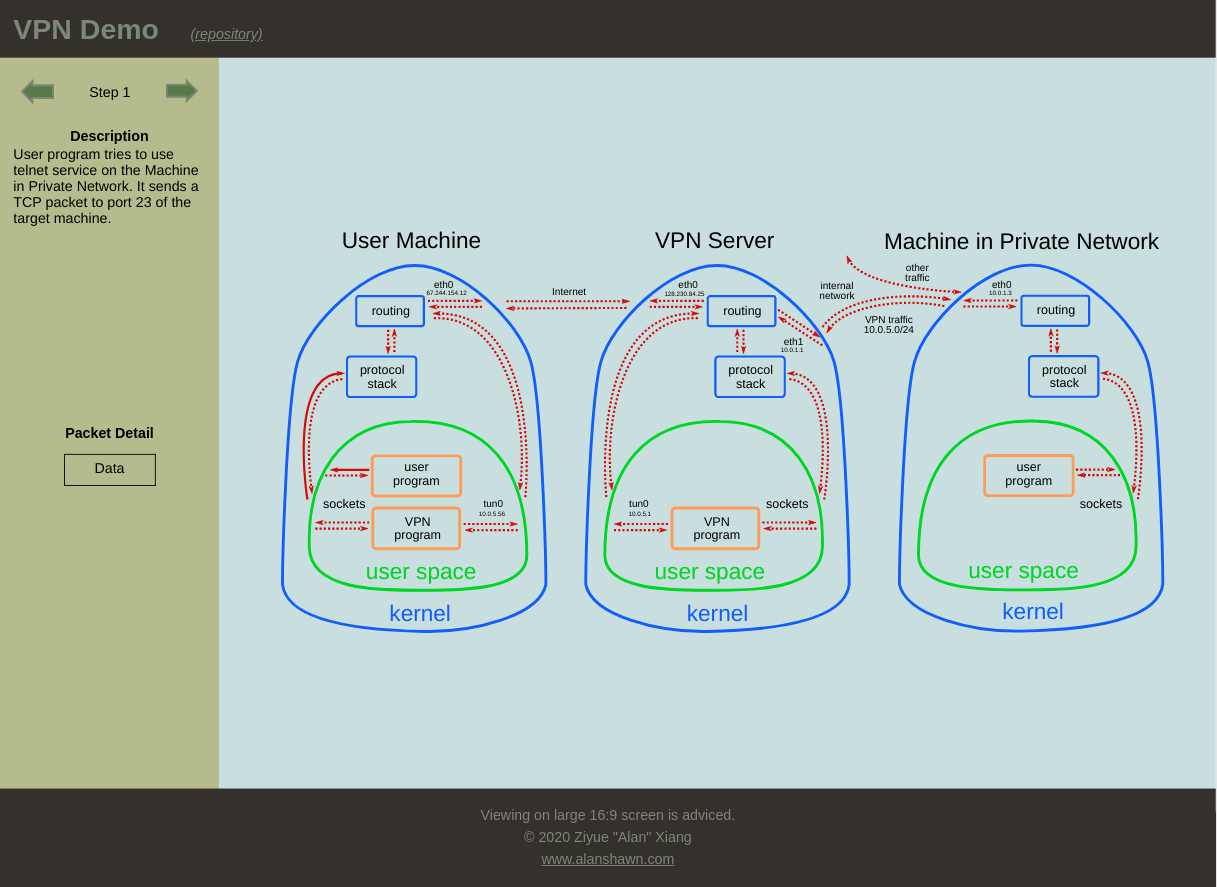 VPN Demo
(repository)
Step 1
Description
User program tries to use
telnet service on the Machine
in Private Network. It sends a
TCP packet to port 23 of the
target machine.
Packet Detail
Data
User Machine
eth0
67.244.154.12
routing
protocol
stack
user
program
sockets
tun0
10.0.5.56
VPN
program
user space
kernel
Internet
VPN Server
eth0
128.230.84.25
routing
eth1
10.0.1.1
protocol
stack
tun0
10.0.5.1
sockets
VPN
program
user space
kernel
other
traffic
internal
network
VPN traffic
10.0.5.0/24
Machine in Private Network
eth0
10.0.1.3
routing
protocol
stack
user
program
sockets
user space
kernel
Viewing on large 16:9 screen is adviced.
© 2020 Ziyue "Alan" Xiang
www.alanshawn.com